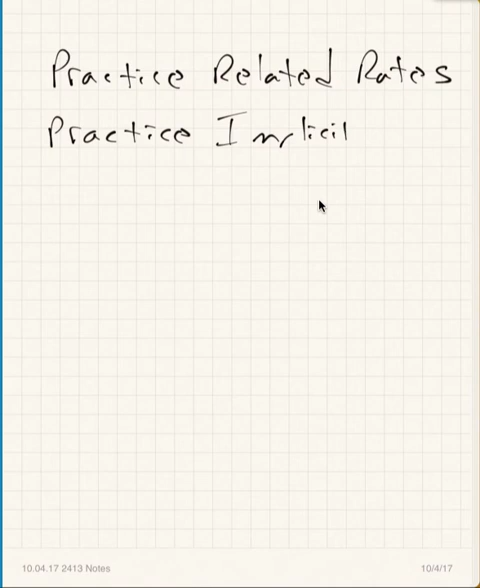 Practice Related Rates
Practice Implicit
10.04.17 2413 Notes
10/4/17